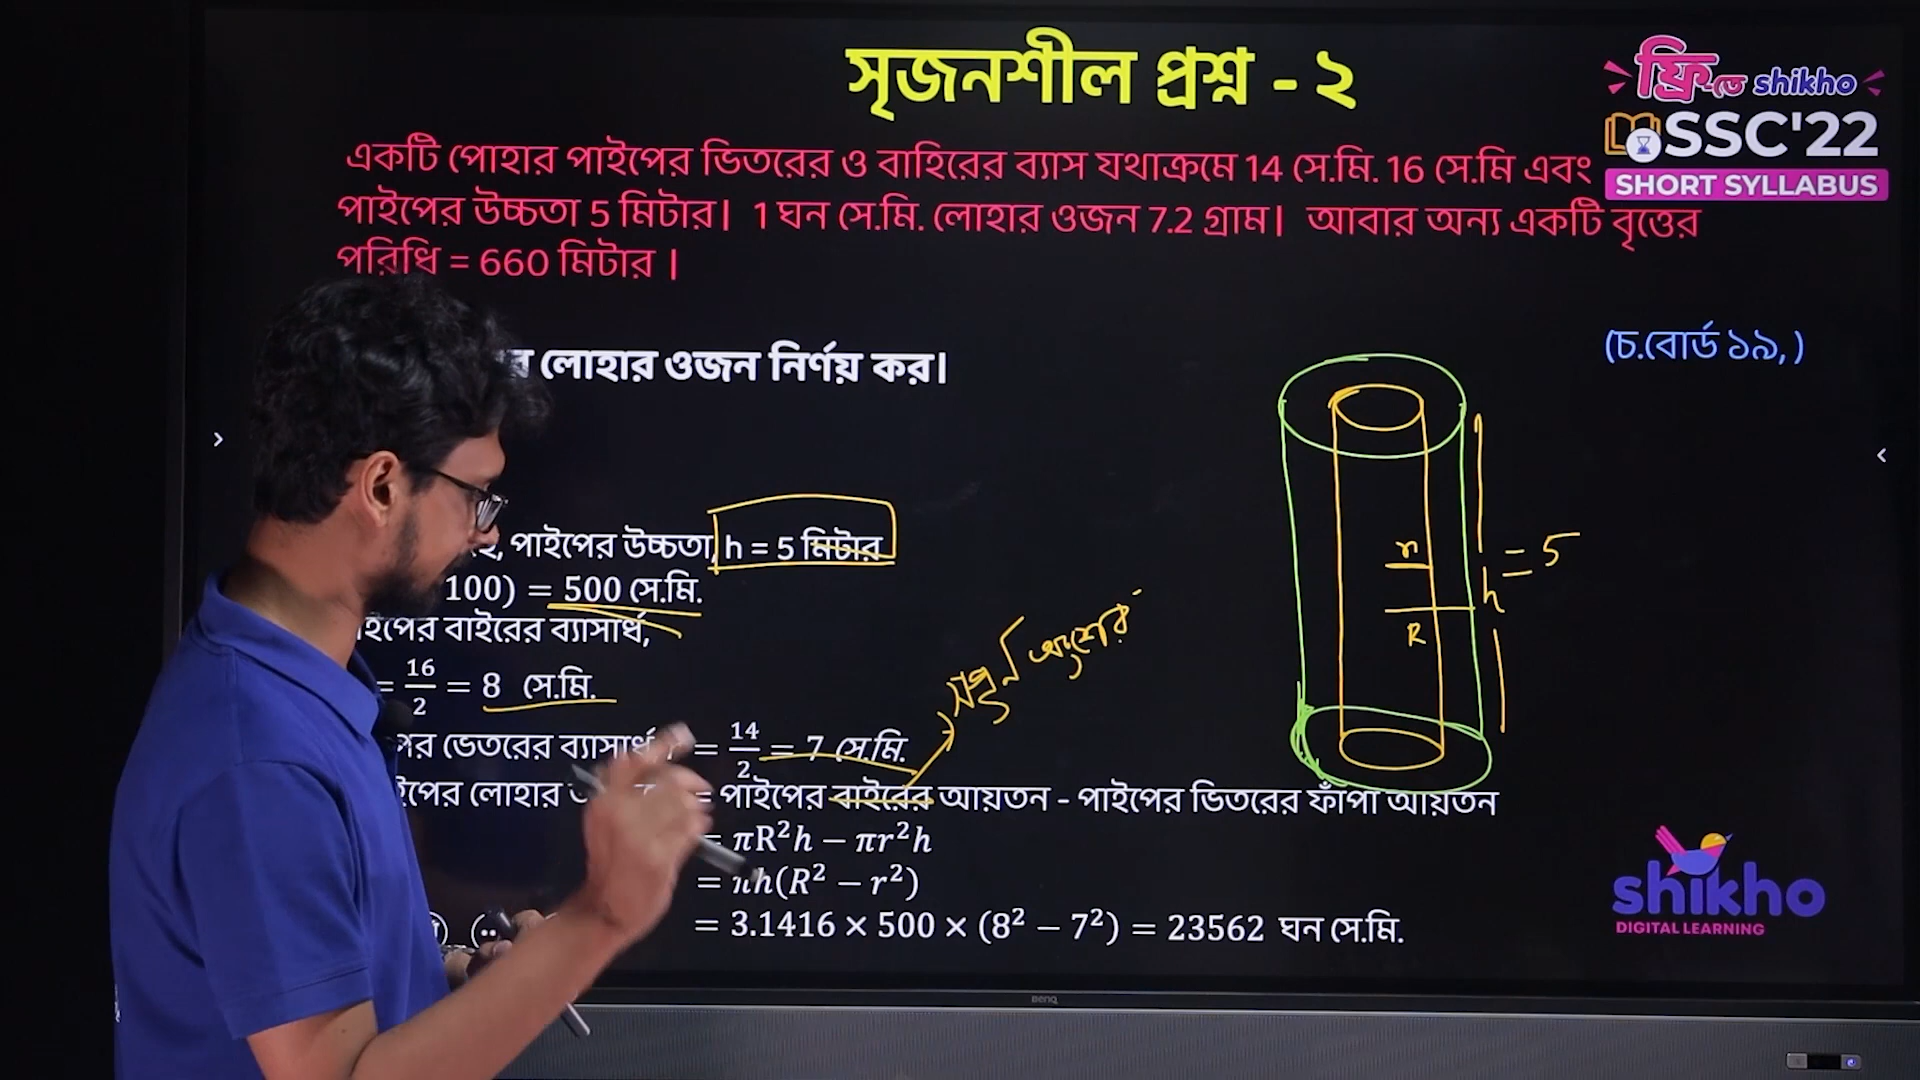 সৃজনশীল প্রশ্ন - ২
ফ্রি-তে shikho
SSC'22
SHORT SYLLABUS
একটি পোহার পাইপের ভিতরের ও বাহিরের ব্যাস যথাক্রমে 14 সে.মি. 16 সে.মি এবং
পাইপের উচ্চতা 5 মিটার। 1 ঘন সে.মি. লোহার ওজন 7.2 গ্রাম। আবার অন্য একটি বৃত্তের
পরিধি = 660 মিটার ।
(চ.বোর্ড ১৯, )
লোহার ওজন নির্ণয় কর।
পাইপের উচ্চতা, h = 5 মিটার
100) = 500 সে.মি.
বাইরের ব্যাসার্ধ,
= 16/2 = 8 সে.মি.
ভেতরের ব্যাসার্ধ, = 14/2 = 7 সে.মি.
সম্পূর্ণ অংশের
লোহার = পাইপের বাইরের আয়তন - পাইপের ভিতরের ফাঁপা আয়তন
= πR²h − πr²h
= πh(R² − r²)
= 3.1416 × 500 × (8² − 7²) = 23562 ঘন সে.মি.
r
h = 5
R
shikho
DIGITAL LEARNING
BenQ